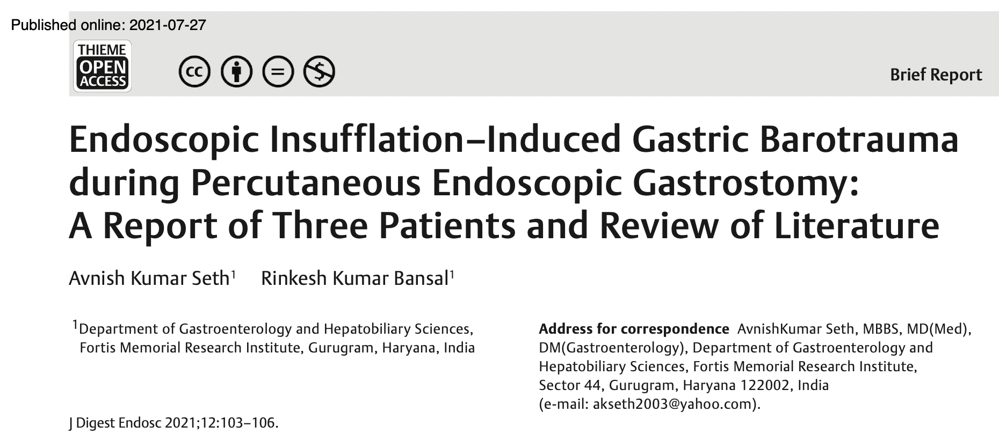 Published online: 2021-07-27
THIEME
OPEN
ACCESS
cc
=
$
Brief Report
Endoscopic Insufflation–Induced Gastric Barotrauma
during Percutaneous Endoscopic Gastrostomy:
A Report of Three Patients and Review of Literature
Avnish Kumar Seth¹ Rinkesh Kumar Bansal¹
¹Department of Gastroenterology and Hepatobiliary Sciences,
Fortis Memorial Research Institute, Gurugram, Haryana, India
Address for correspondence AvnishKumar Seth, MBBS, MD(Med),
DM(Gastroenterology), Department of Gastroenterology and
Hepatobiliary Sciences, Fortis Memorial Research Institute,
Sector 44, Gurugram, Haryana 122002, India
(e-mail: akseth2003@yahoo.com).
J Digest Endosc 2021;12:103–106.